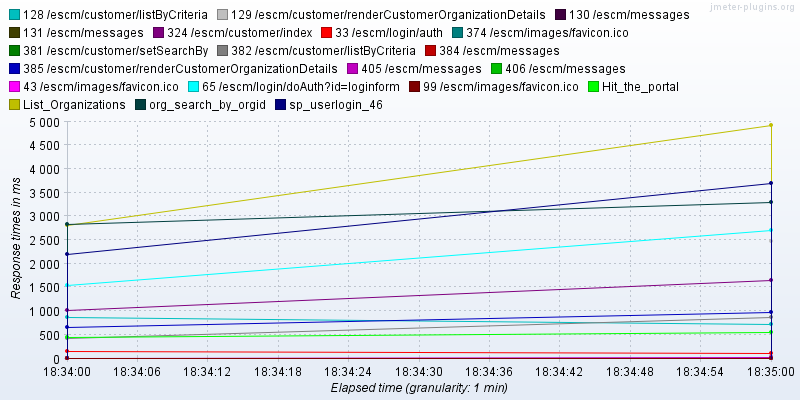 jmeter-plugins.org
128 /escm/customer/listByCriteria 129 /escm/customer/renderCustomerOrganizationDetails 130 /escm/messages
131 /escm/messages 324 /escm/customer/index 33 /escm/login/auth 374 /escm/images/favicon.ico
381 /escm/customer/setSearchBy 382 /escm/customer/listByCriteria 384 /escm/messages
385 /escm/customer/renderCustomerOrganizationDetails 405 /escm/messages 406 /escm/messages
43 /escm/images/favicon.ico 65 /escm/login/doAuth?id=loginform 99 /escm/images/favicon.ico Hit_the_portal
List_Organizations org_search_by_orgid sp_userlogin_46
5 000
4 500
4 000
3 500
3 000
2 500
2 000
1 500
1 000
500
0
Response times in ms
18:34:00 18:34:06 18:34:12 18:34:18 18:34:24 18:34:30 18:34:36 18:34:42 18:34:48 18:34:54 18:35:00
Elapsed time (granularity: 1 min)